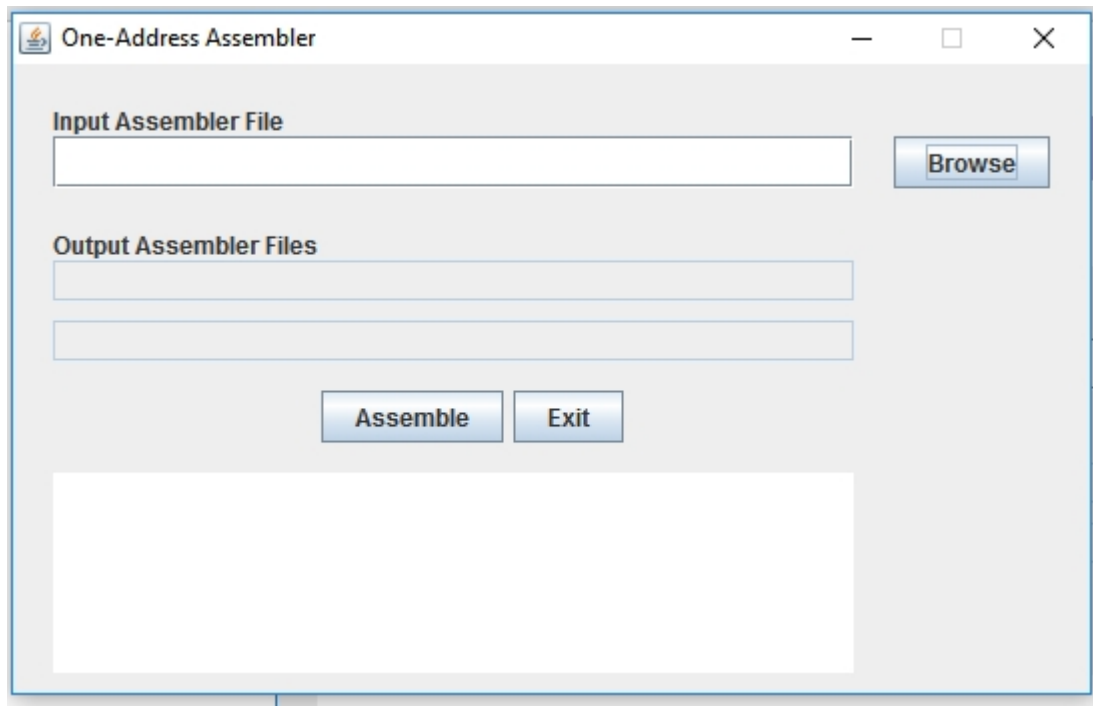 One-Address Assembler
Input Assembler File
Browse
Output Assembler Files
Assemble Exit